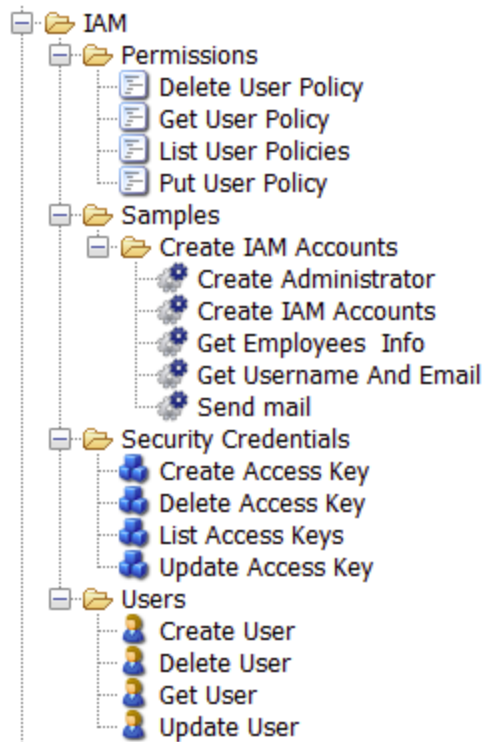 IAM
Permissions
Delete User Policy
Get User Policy
List User Policies
Put User Policy
Samples
Create IAM Accounts
Create Administrator
Create IAM Accounts
Get Employees  Info
Get Username And Email
Send mail
Security Credentials
Create Access Key
Delete Access Key
List Access Keys
Update Access Key
Users
Create User
Delete User
Get User
Update User